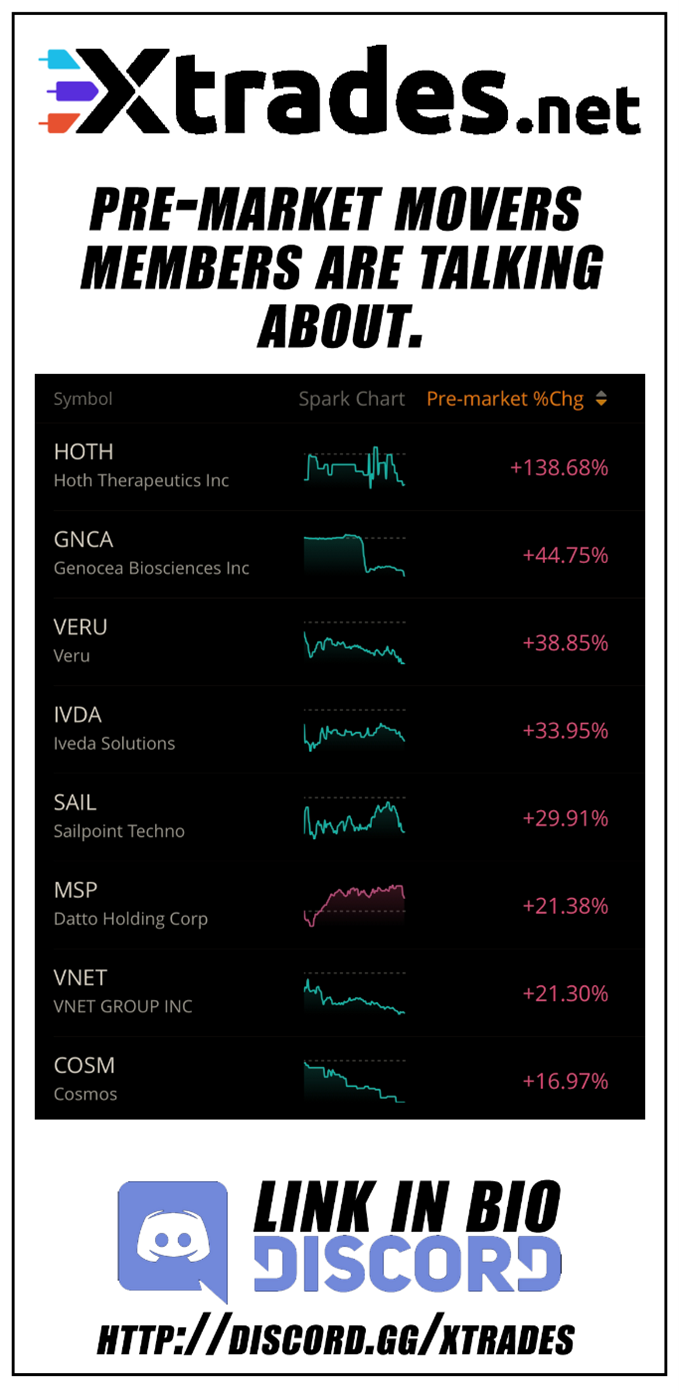 Xtrades.net
PRE-MARKET MOVERS
MEMBERS ARE TALKING
ABOUT.
Symbol Spark Chart Pre-market %Chg
HOTH
Hoth Therapeutics Inc
+138.68%
GNCA
Genocea Biosciences Inc
+44.75%
VERU
Veru
+38.85%
IVDA
Iveda Solutions
+33.95%
SAIL
Sailpoint Techno
+29.91%
MSP
Datto Holding Corp
+21.38%
VNET
VNET GROUP INC
+21.30%
COSM
Cosmos
+16.97%
LINK IN BIO
DISCORD
HTTP://DISCORD.GG/XTRADES